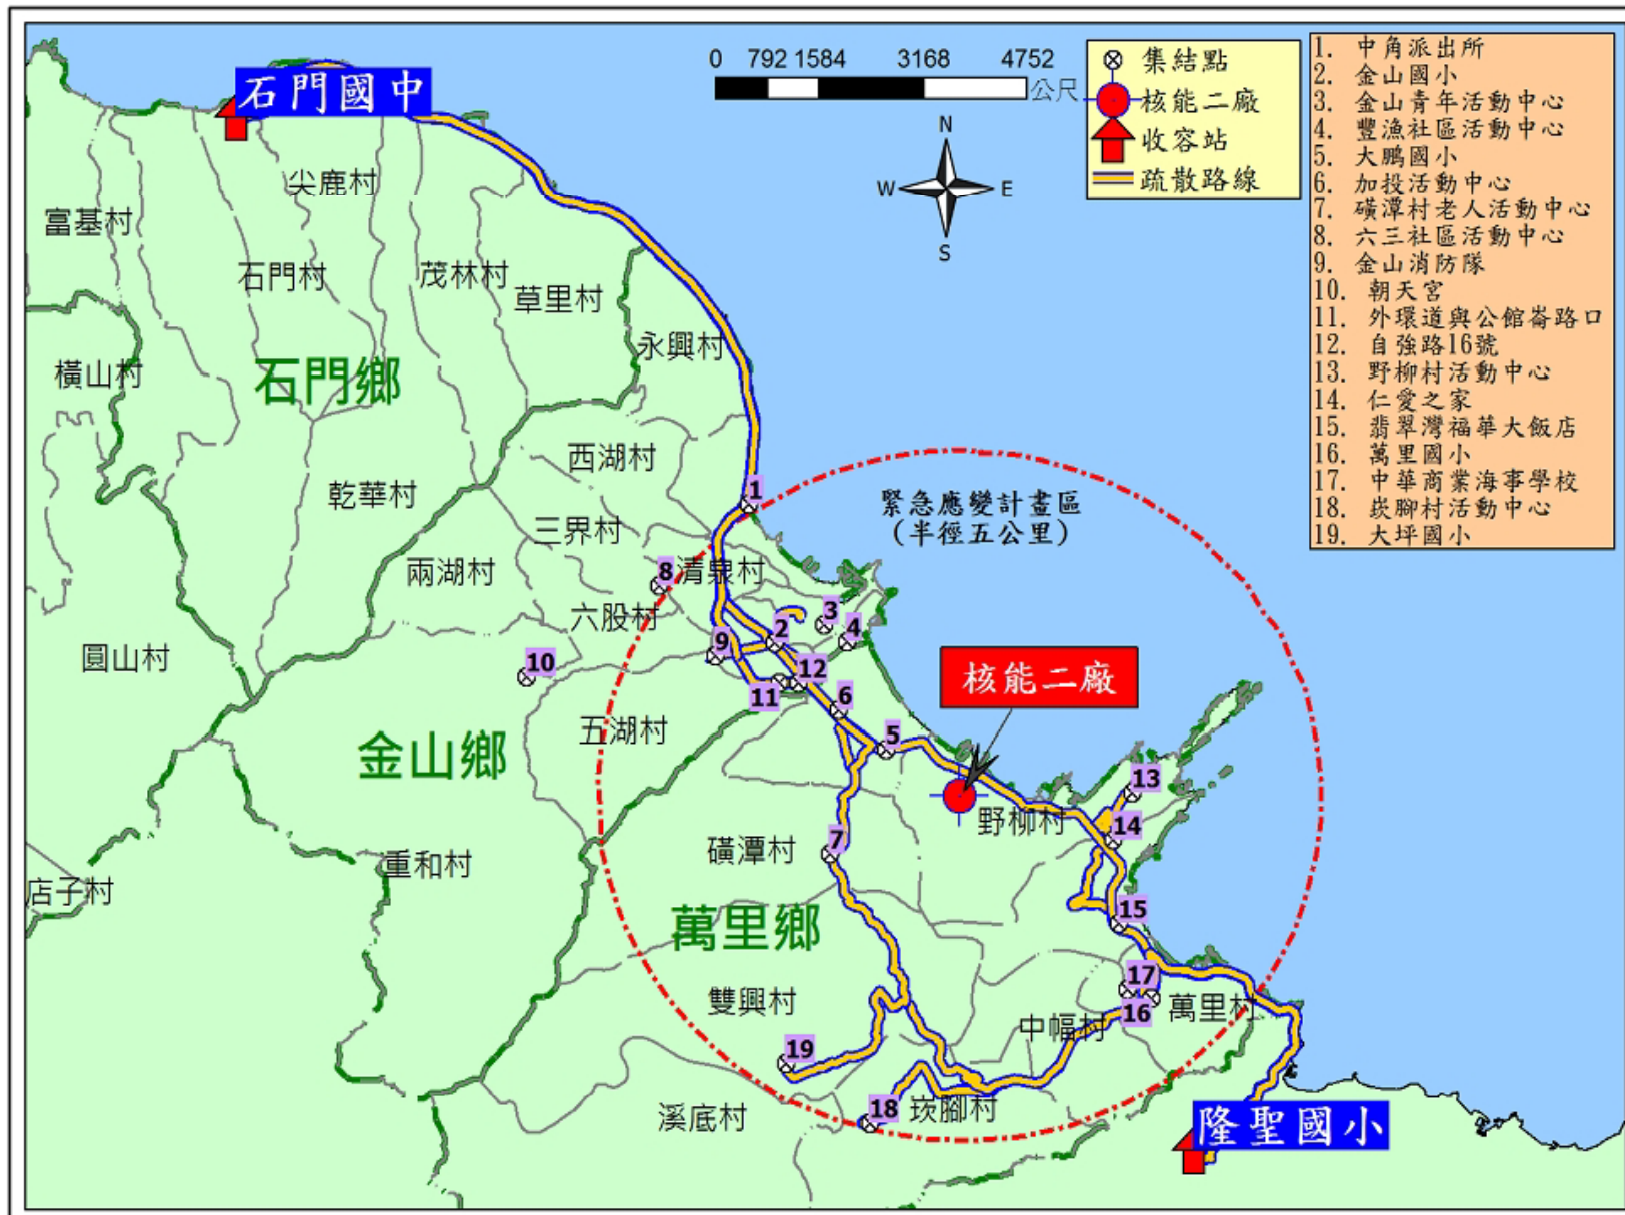 石門國中
0 792 1584 3168 4752
公尺
集結點
核能二廠
收容站
疏散路線
N
W E
S
1. 中角派出所
2. 金山國小
3. 金山青年活動中心
4. 豐漁社區活動中心
5. 大鵬國小
6. 加投活動中心
7. 磺潭村老人活動中心
8. 六三社區活動中心
9. 金山消防隊
10. 朝天宮
11. 外環道與公館崙路口
12. 自強路16號
13. 野柳村活動中心
14. 仁愛之家
15. 翡翠灣福華大飯店
16. 萬里國小
17. 中華商業海事學校
18. 崁腳村活動中心
19. 大坪國小
尖鹿村
富基村
石門村
茂林村
草里村
永興村
橫山村
石門鄉
西湖村
乾華村
1
緊急應變計畫區
(半徑五公里)
三界村
兩湖村
8
清泉村
六股村
3
2
4
9
圓山村
10
12
11
核能二廠
6
五湖村
金山鄉
5
13
野柳村
14
7
磺潭村
重和村
店子村
萬里鄉
15
17
雙興村
16
萬里村
中幅村
19
18
崁腳村
溪底村
隆聖國小